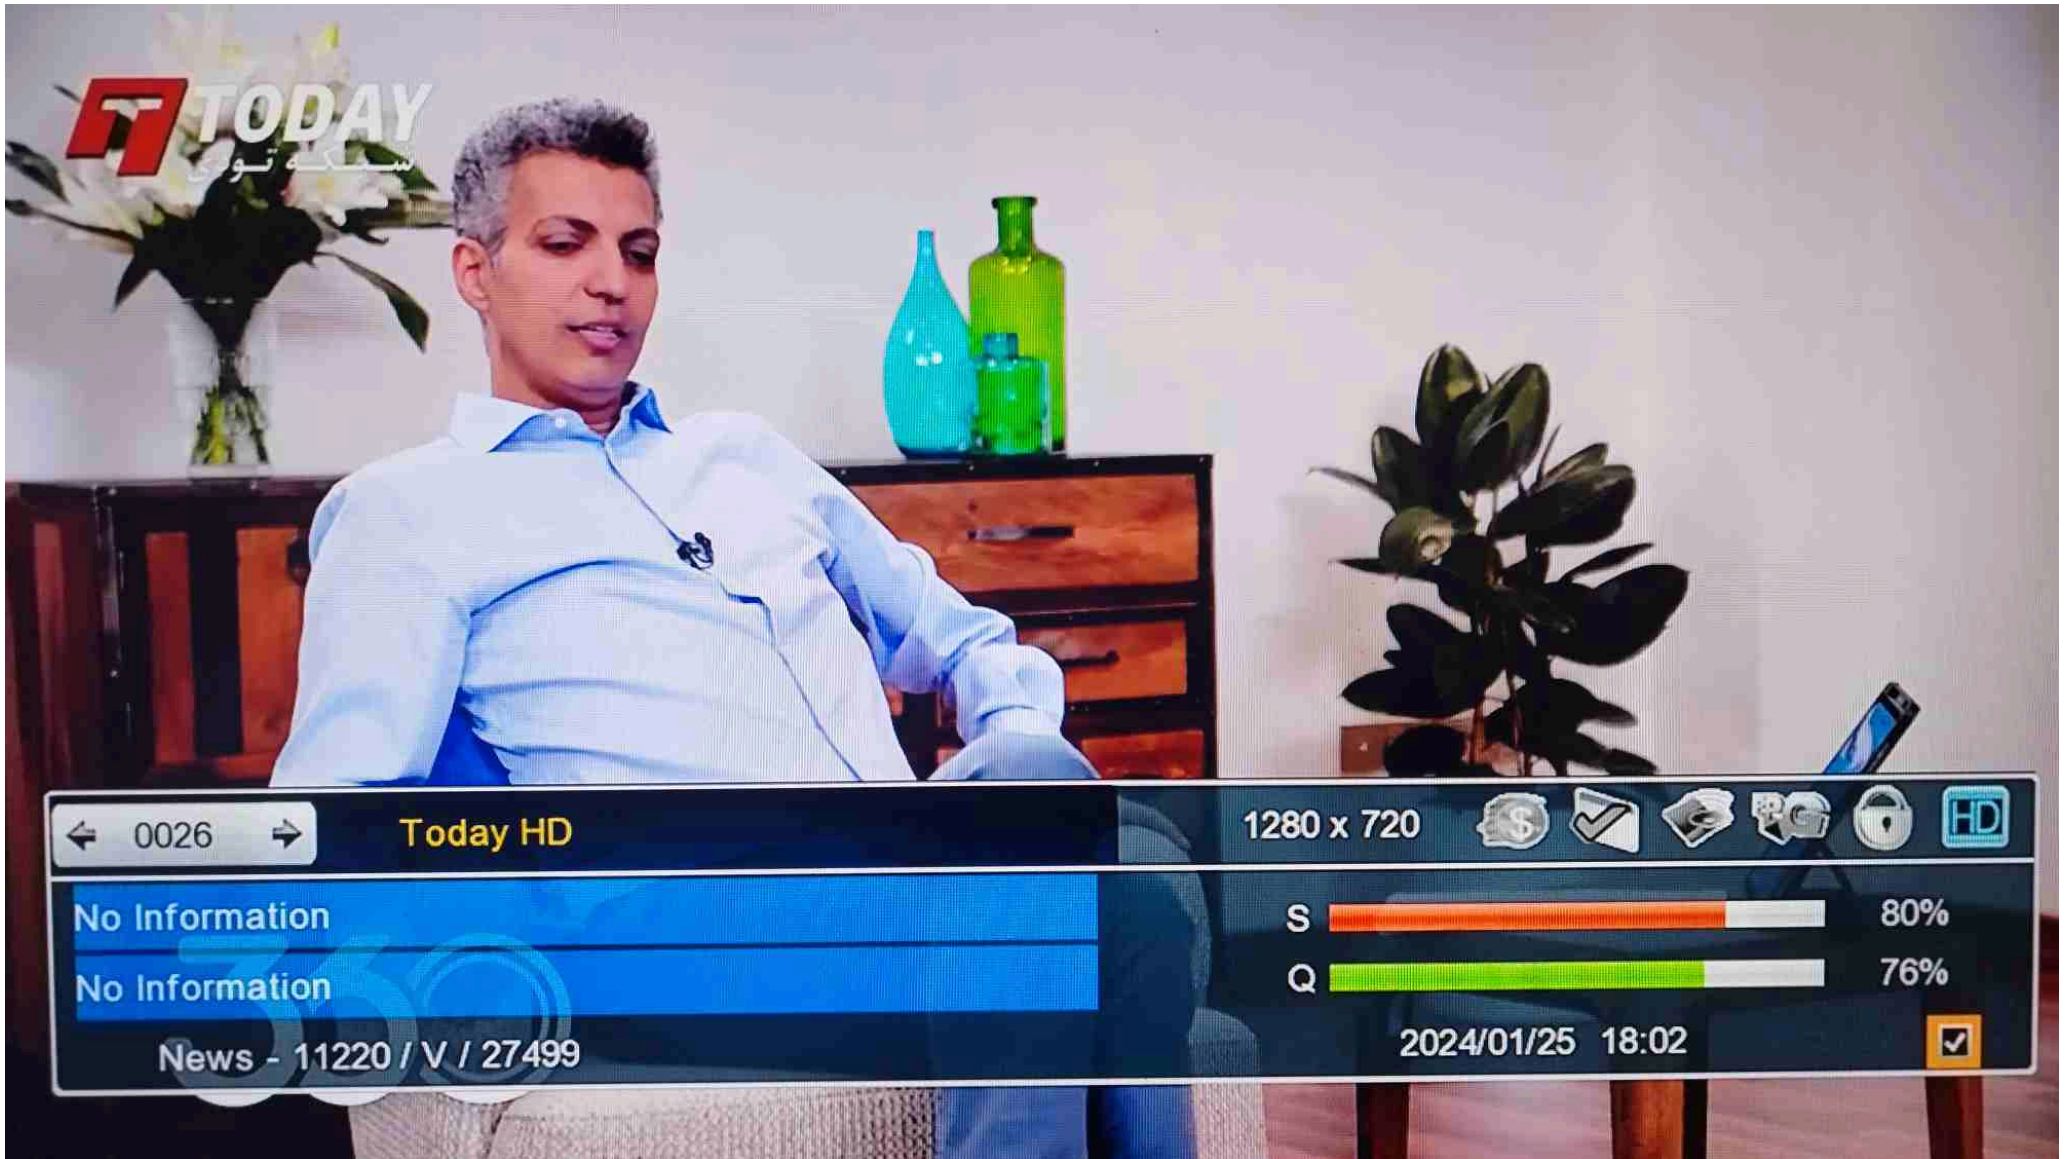 TODAY
شبکه تودی
0026
Today HD
1280 x 720
HD
No Information
S 80%
No Information
Q 76%
360
News - 11220 / V / 27499
2024/01/25 18:02